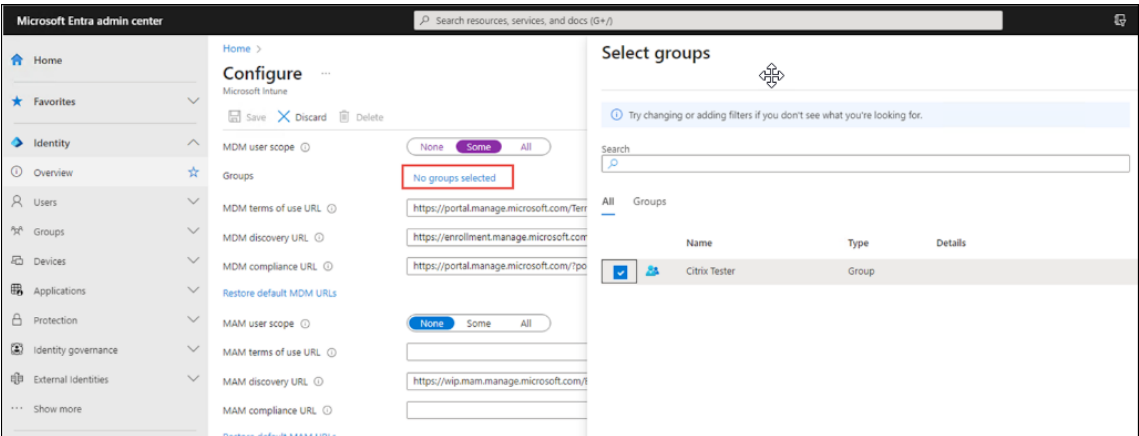 Microsoft Entra admin center
Search resources, services, and docs (G+/)
Home
Favorites
Identity
Overview
Users
Groups
Devices
Applications
Protection
Identity governance
External Identities
Show more
Home >
Configure ...
Microsoft Intune
Save Discard Delete
MDM user scope None Some All
Groups No groups selected
MDM terms of use URL https://portal.manage.microsoft.com/Terr
MDM discovery URL https://enrollment.manage.microsoft.com
MDM compliance URL https://portal.manage.microsoft.com/?po
Restore default MDM URLs
MAM user scope None Some All
MAM terms of use URL
MAM discovery URL https://wip.mam.manage.microsoft.com/E
MAM compliance URL
Restore default MAM URLs
Select groups
Try changing or adding filters if you don't see what you're looking for.
Search
All Groups
Name Type Details
Citrix Tester Group